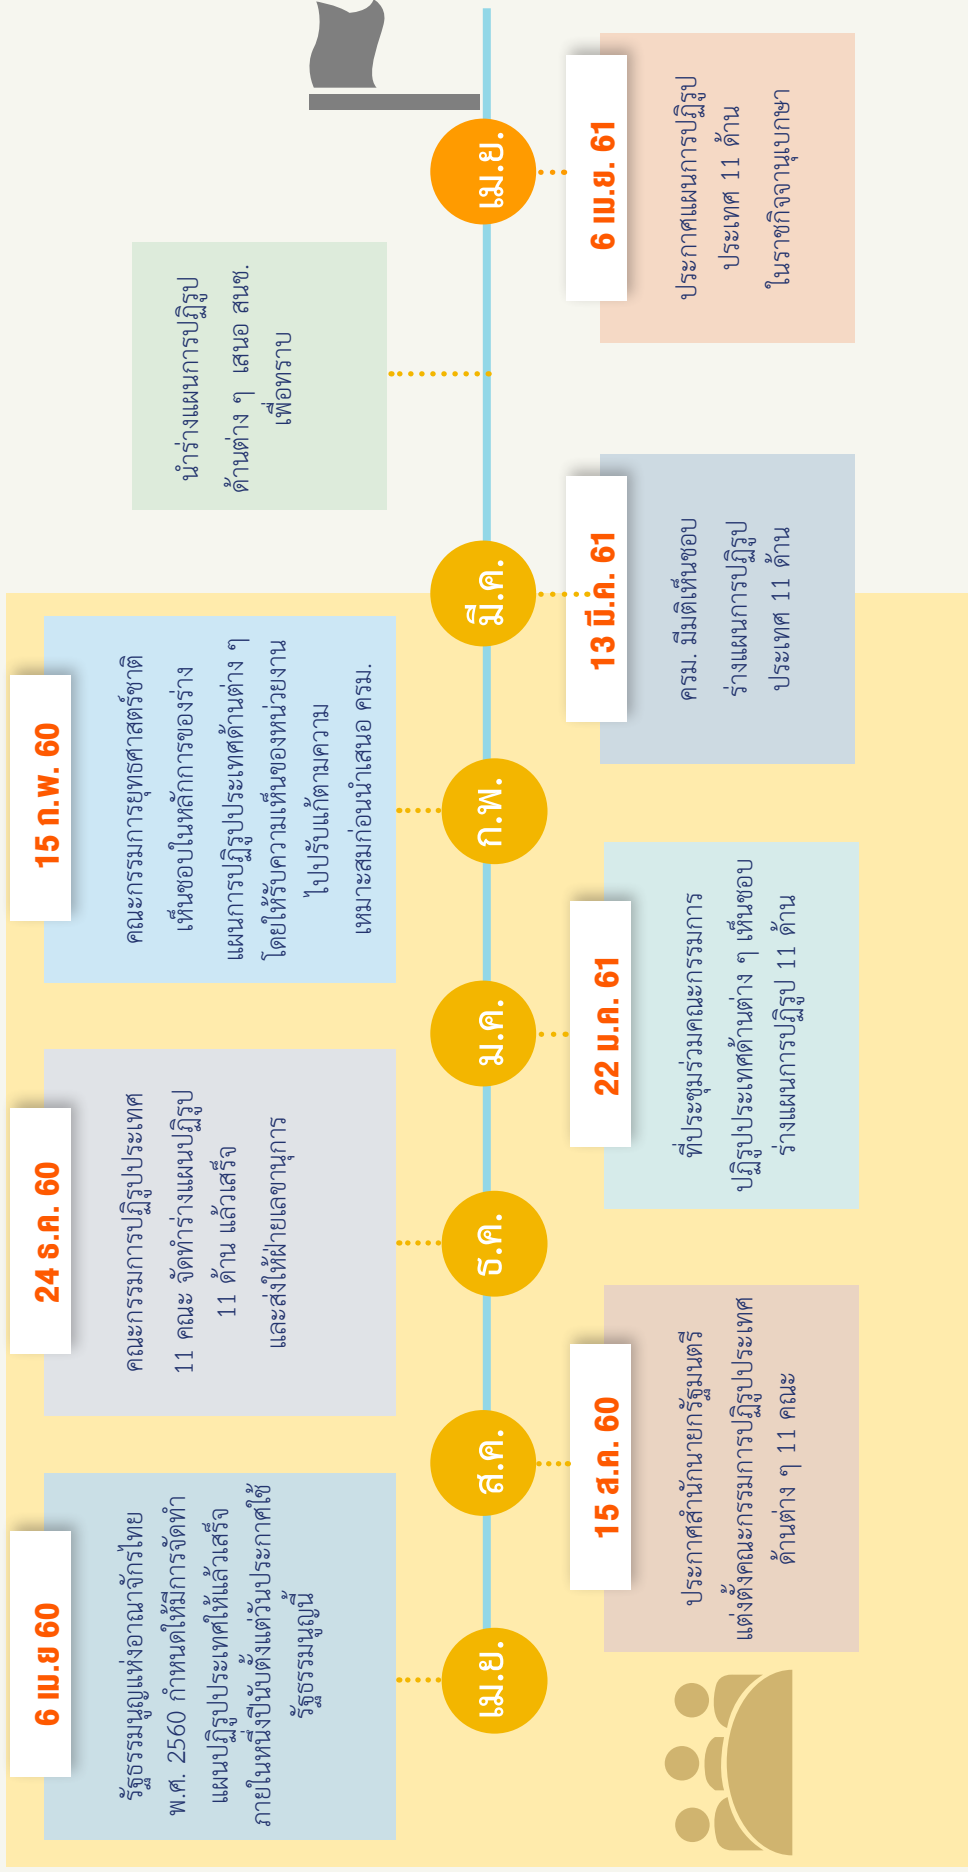 6 เม.ย 60
รัฐธรรมนูญแห่งอาณาจักรไทย
พ.ศ. 2560 กำหนดให้มีการจัดทำ
แผนปฏิรูปประเทศให้แล้วเสร็จ
ภายในหนึ่งปีนับตั้งแต่วันประกาศใช้
รัฐธรรมนูญนี้
เม.ย.
ส.ค.
15 ส.ค. 60
ประกาศสำนักนายกรัฐมนตรี
แต่งตั้งคณะกรรมการปฏิรูปประเทศ
ด้านต่าง ๆ 11 คณะ
24 ธ.ค. 60
คณะกรรมการปฏิรูปประเทศ
11 คณะ จัดทำร่างแผนปฏิรูป
11 ด้าน แล้วเสร็จ
และส่งให้ฝ่ายเลขานุการ
ธ.ค.
ม.ค.
22 ม.ค. 61
ที่ประชุมร่วมคณะกรรมการ
ปฏิรูปประเทศด้านต่าง ๆ เห็นชอบ
ร่างแผนการปฏิรูป 11 ด้าน
15 ก.พ. 60
คณะกรรมการยุทธศาสตร์ชาติ
เห็นชอบในหลักการของร่าง
แผนการปฏิรูปประเทศด้านต่าง ๆ
โดยให้รับความเห็นของหน่วยงาน
ไปปรับแก้ตามความ
เหมาะสมก่อนนำเสนอ ครม.
ก.พ.
มี.ค.
13 มี.ค. 61
ครม. มีมติเห็นชอบ
ร่างแผนการปฏิรูป
ประเทศ 11 ด้าน
นำร่างแผนการปฏิรูป
ด้านต่าง ๆ เสนอ สนช.
เพื่อทราบ
เม.ย.
6 เม.ย. 61
ประกาศแผนการปฏิรูป
ประเทศ 11 ด้าน
ในราชกิจจานุเบกษา